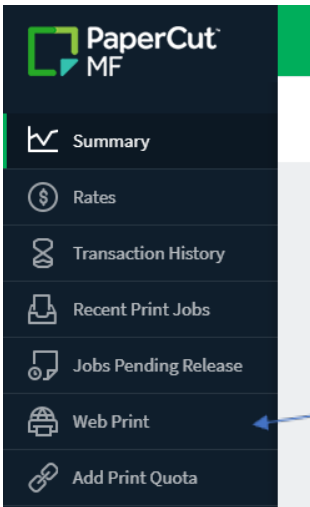 PaperCut
MF
Summary
Rates
Transaction History
Recent Print Jobs
Jobs Pending Release
Web Print
Add Print Quota